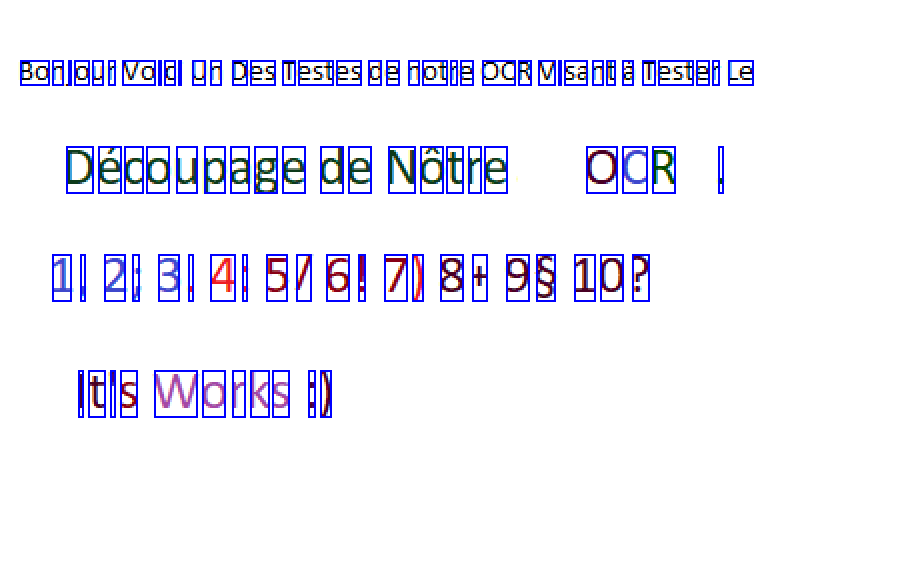 Bonjour Voici un Des Testes de notre OCR Visant à Tester Le
Découpage de Nôtre OCR !
1! 2; 3! 4: 5/ 6! 7) 8+ 9§ 10?
It's Works :)